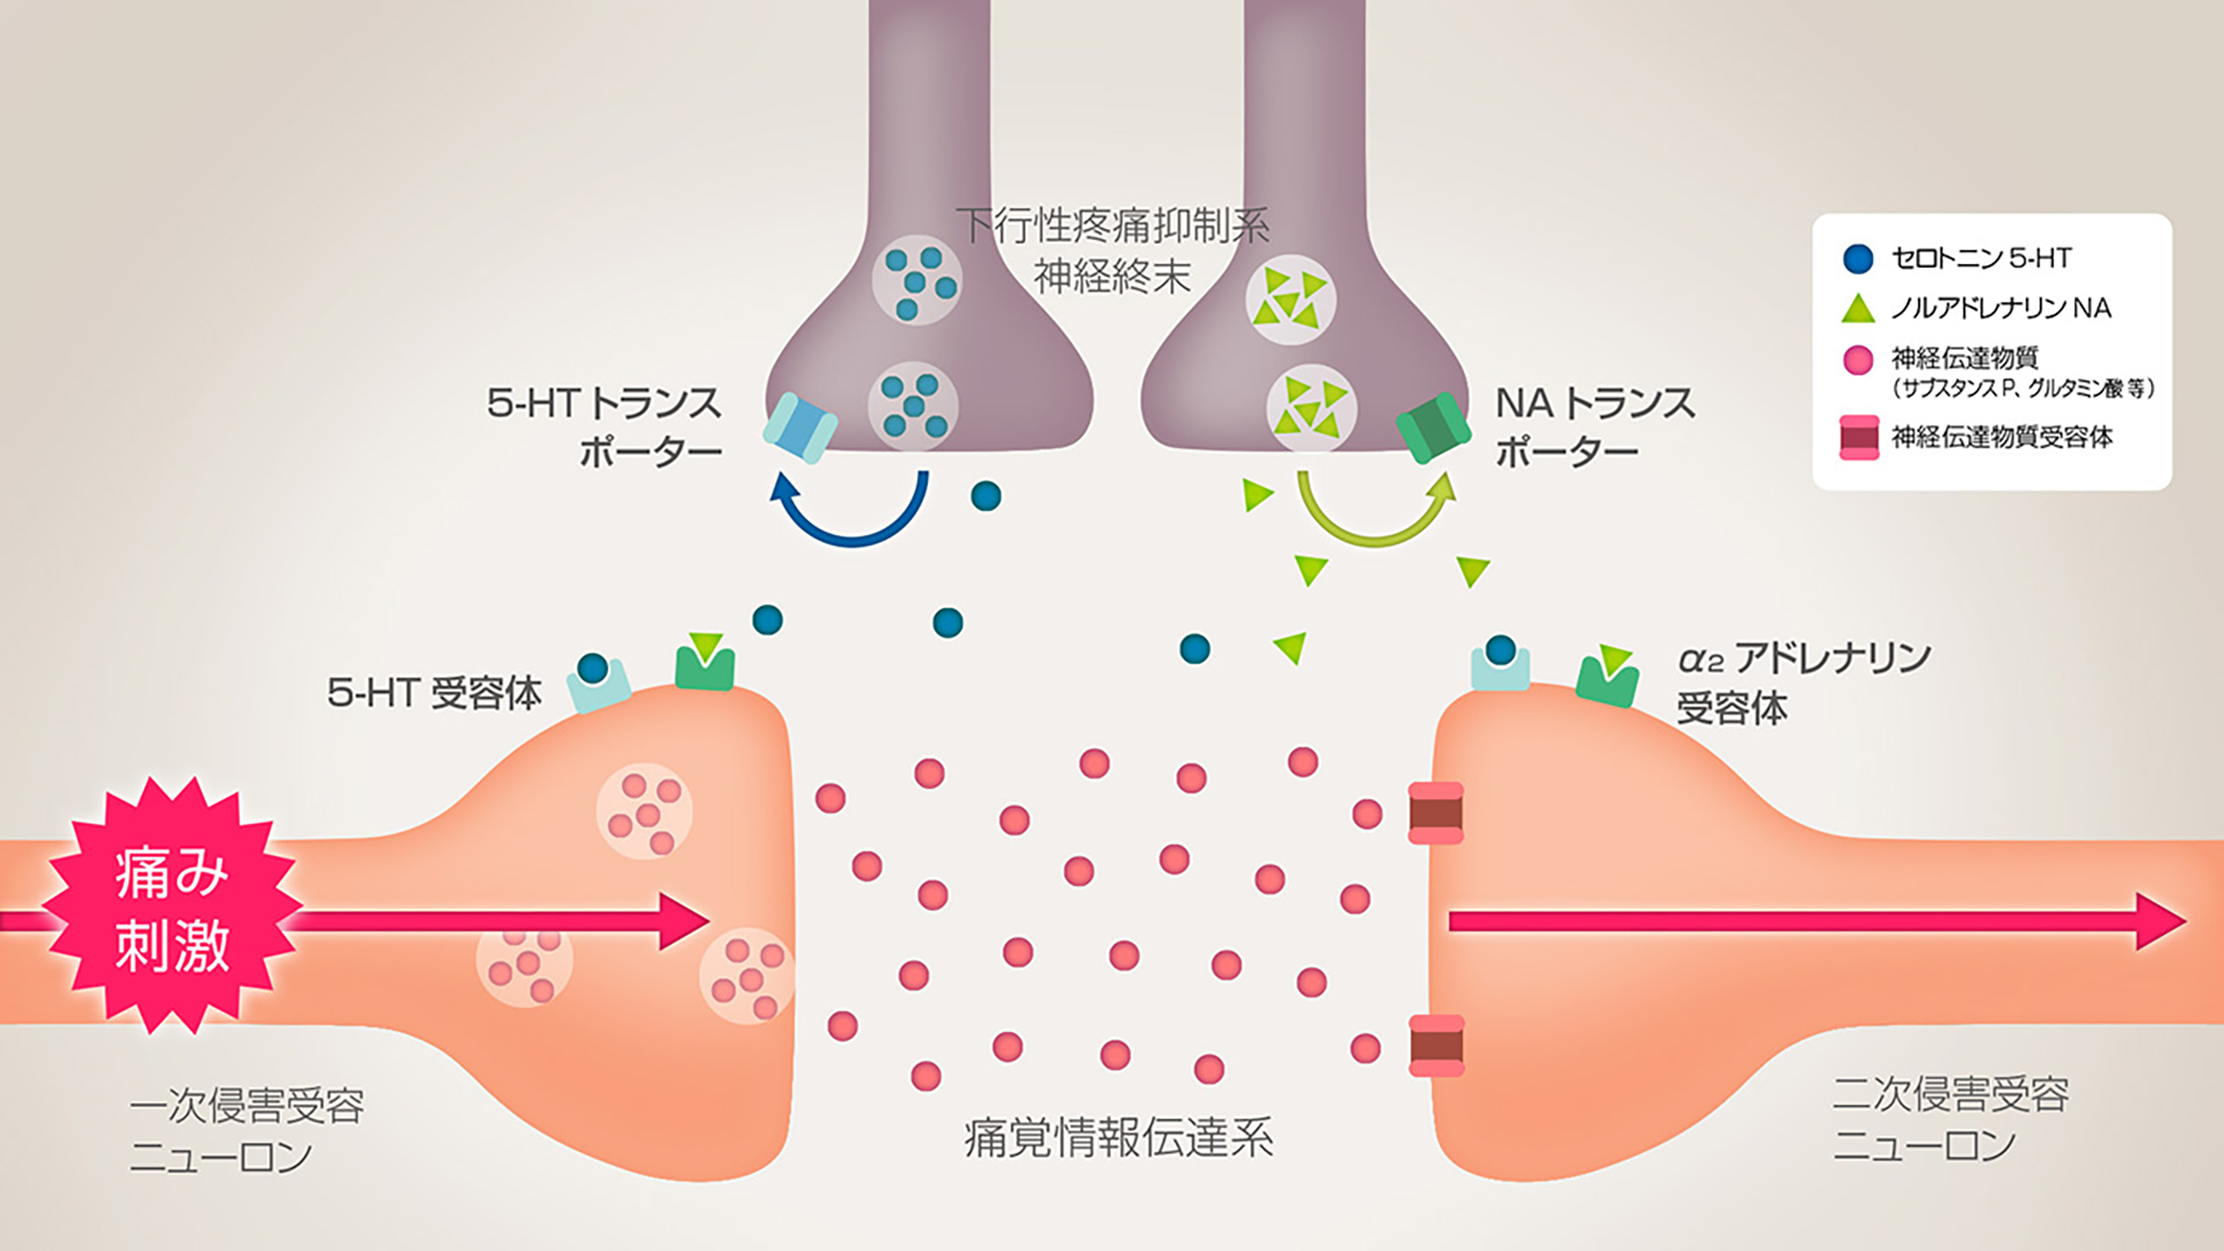 下行性疼痛抑制系
神経終末
セロトニン 5-HT
ノルアドレナリン NA
神経伝達物質
（サブスタンス P、グルタミン酸 等）
神経伝達物質受容体
5-HT トランス
ポーター
NA トランス
ポーター
5-HT 受容体
α₂ アドレナリン
受容体
痛み
刺激
一次侵害受容
ニューロン
痛覚情報伝達系
二次侵害受容
ニューロン